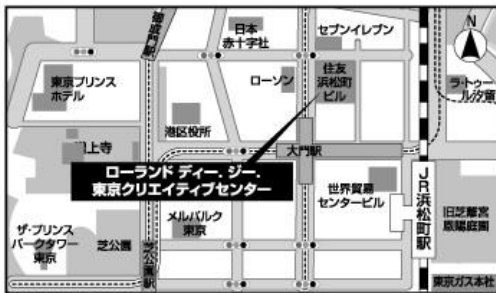 御成門駅
日本
赤十字社
セブンイレブン
N
東京プリンス
ホテル
ローソン
住友
浜松町
ビル
ラ・トゥー
ル汐留
港区役所
上寺
大門駅
ローランド ディー. ジー.
東京クリエイティブセンター
世界貿易
センタービル
JR浜松町駅
旧芝離宮
恩賜庭園
メルパルク
東京
ザ・プリンス
パークタワー
東京
芝公園
芝公園駅
東京ガス本社